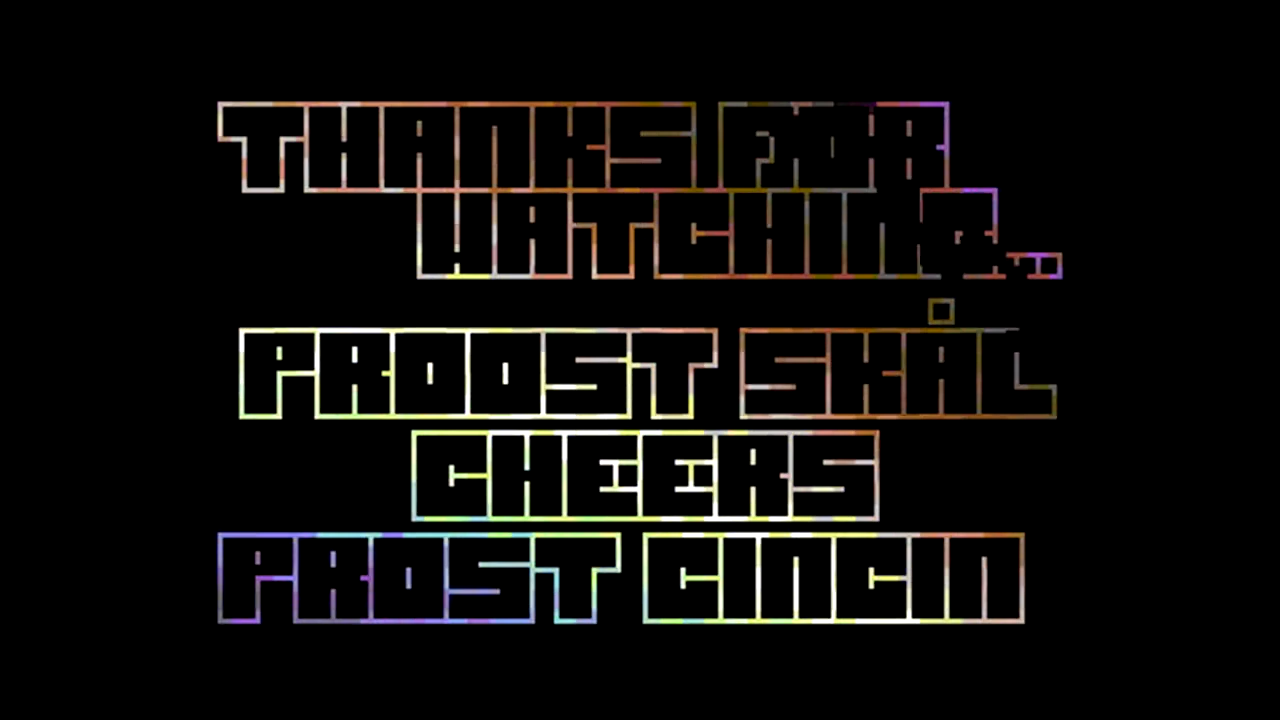 THANKS FOR
WATCHING..
PROOST SKÅL
CHEERS
PROST CINCIN